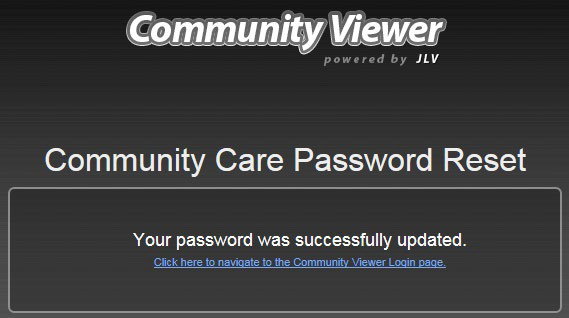 Community Viewer
powered by JLV
Community Care Password Reset
Your password was successfully updated.
Click here to navigate to the Community Viewer Login page.